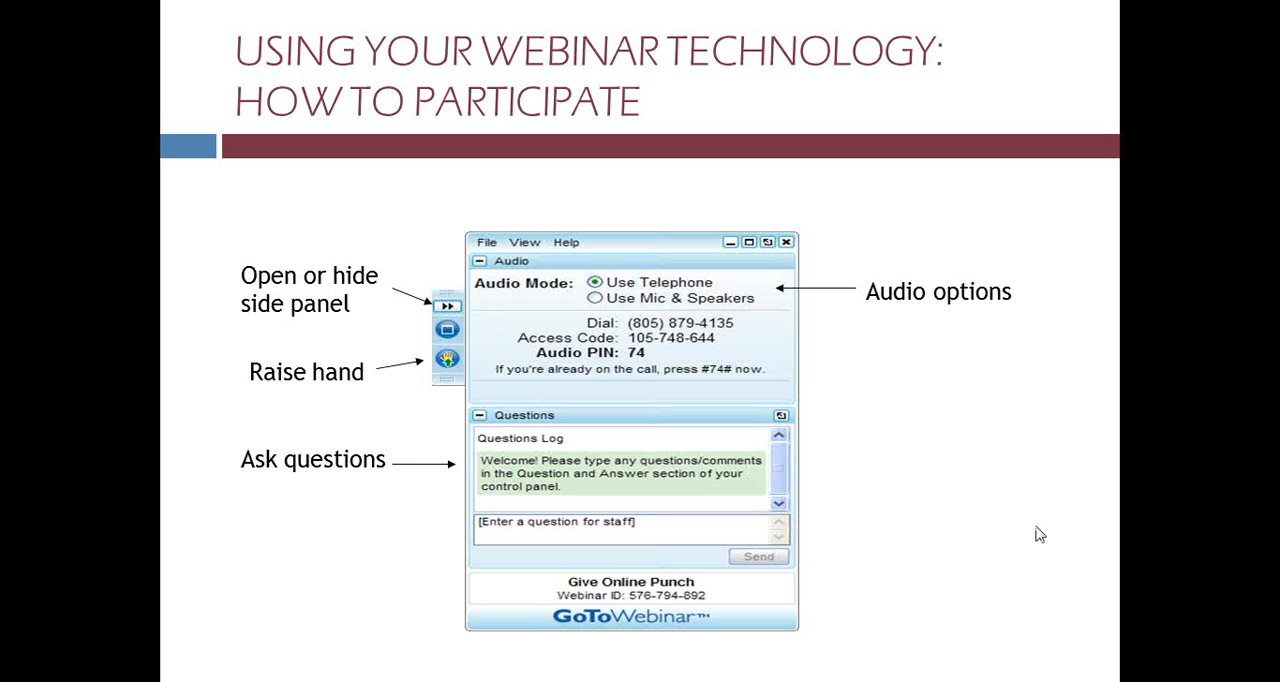 USING YOUR WEBINAR TECHNOLOGY:
HOW TO PARTICIPATE
File View Help
Audio
Open or hide
side panel
Audio Mode: Use Telephone
Use Mic & Speakers
Audio options
Dial: (805) 879-4135
Access Code: 105-748-644
Audio PIN: 74
If you're already on the call, press #74# now.
Raise hand
Questions
Ask questions
Questions Log
Welcome! Please type any questions/comments
in the Question and Answer section of your
control panel.
[Enter a question for staff]
Send
Give Online Punch
Webinar ID: 576-794-892
GoToWebinar™